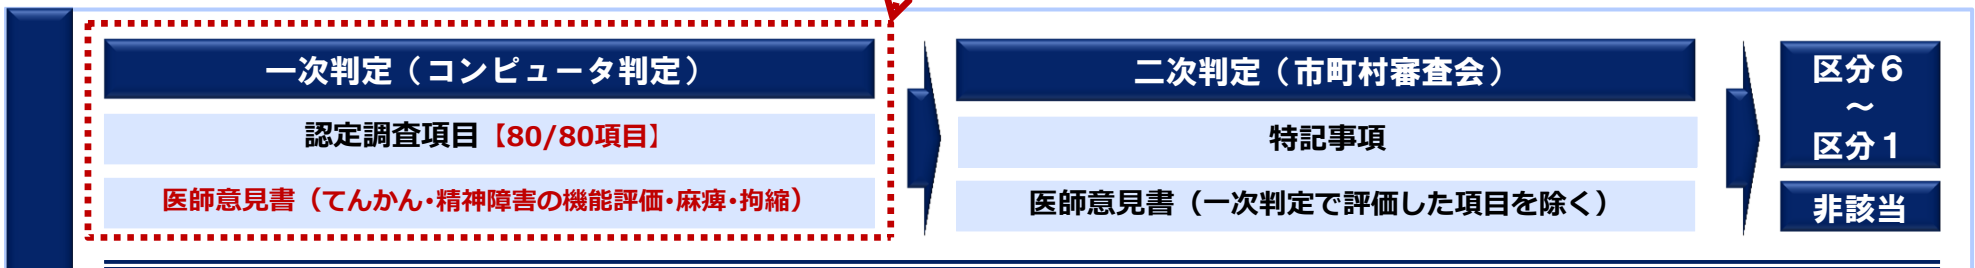 一次判定(コンピュータ判定)
認定調査項目【80/80項目】
医師意見書(てんかん・精神障害の機能評価・麻痺・拘縮)
二次判定(市町村審査会)
特記事項
医師意見書(一次判定で評価した項目を除く)
区分6
~
区分1
非該当